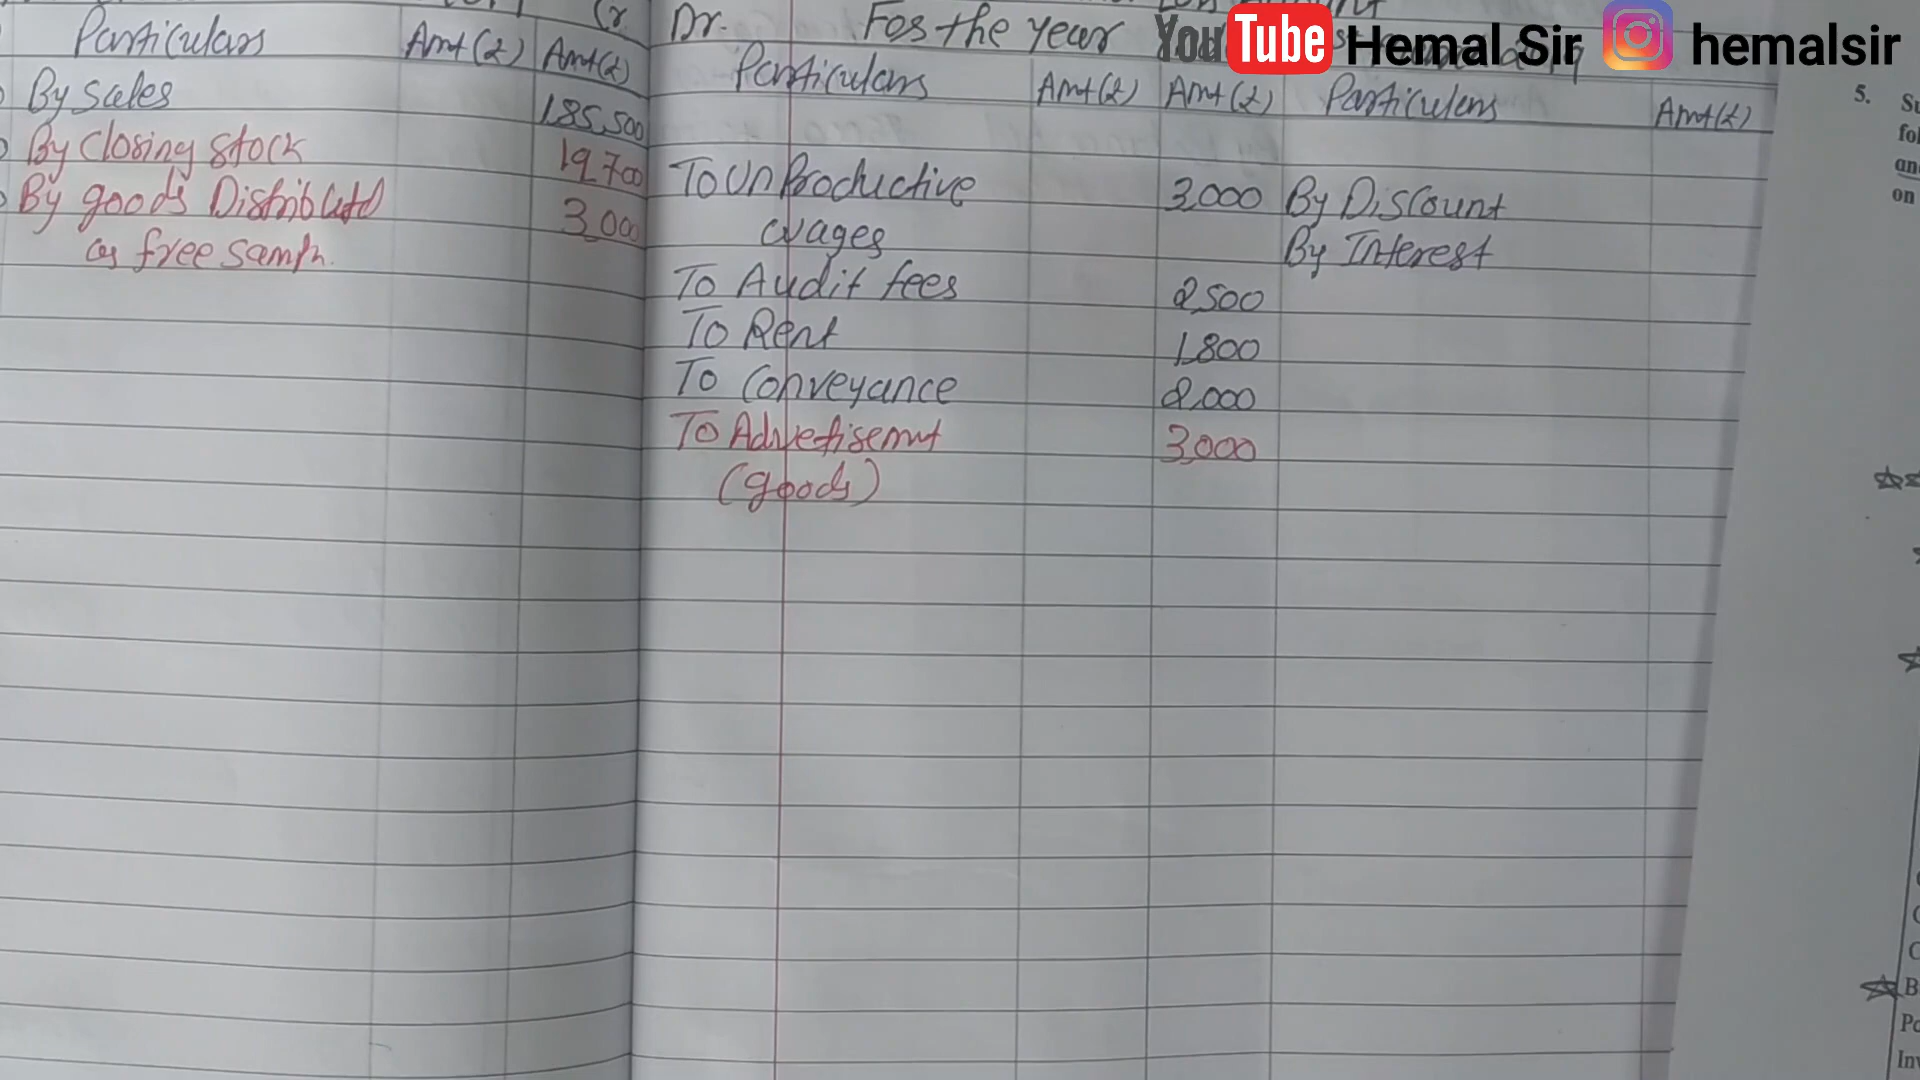 Particulars Amt(₹) Amt(₹)
By Sales 185,500
By Closing Stock 19,700
By goods Distributed 3,000
as free samp.
Dr. For the year
YouTube Hemal Sir hemalsir
Particulars Amt(₹) Amt(₹) Particulars Amt(₹)
To UnProductive 3,000 By Discount
wages By Interest
To Audit fees 2,500
To Rent 1,800
To Conveyance 2,000
To Advetisemnt 3,000
(goods)
5.
on